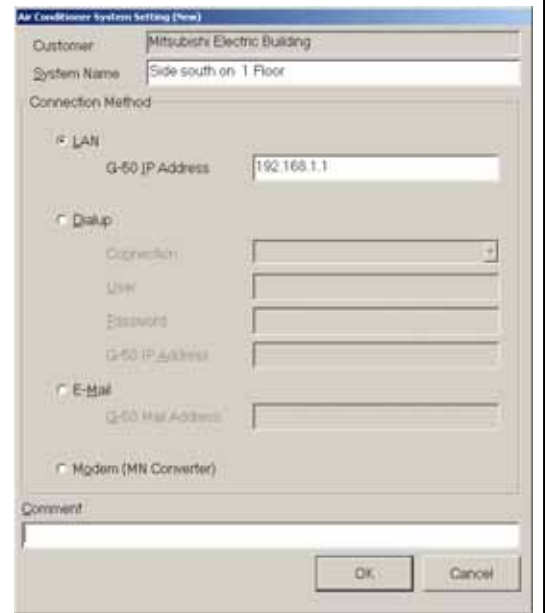 Air Conditioner System Setting (New)
Customer Mitsubishi Electric Building
System Name Side south on 1 Floor
Connection Method
LAN
G-50 IP Address 192.168.1.1
Dialup
Connection
User
Password
G-50 IP Address
E-Mail
G-50 Mail Address
Modem (MN Converter)
Comment
OK Cancel